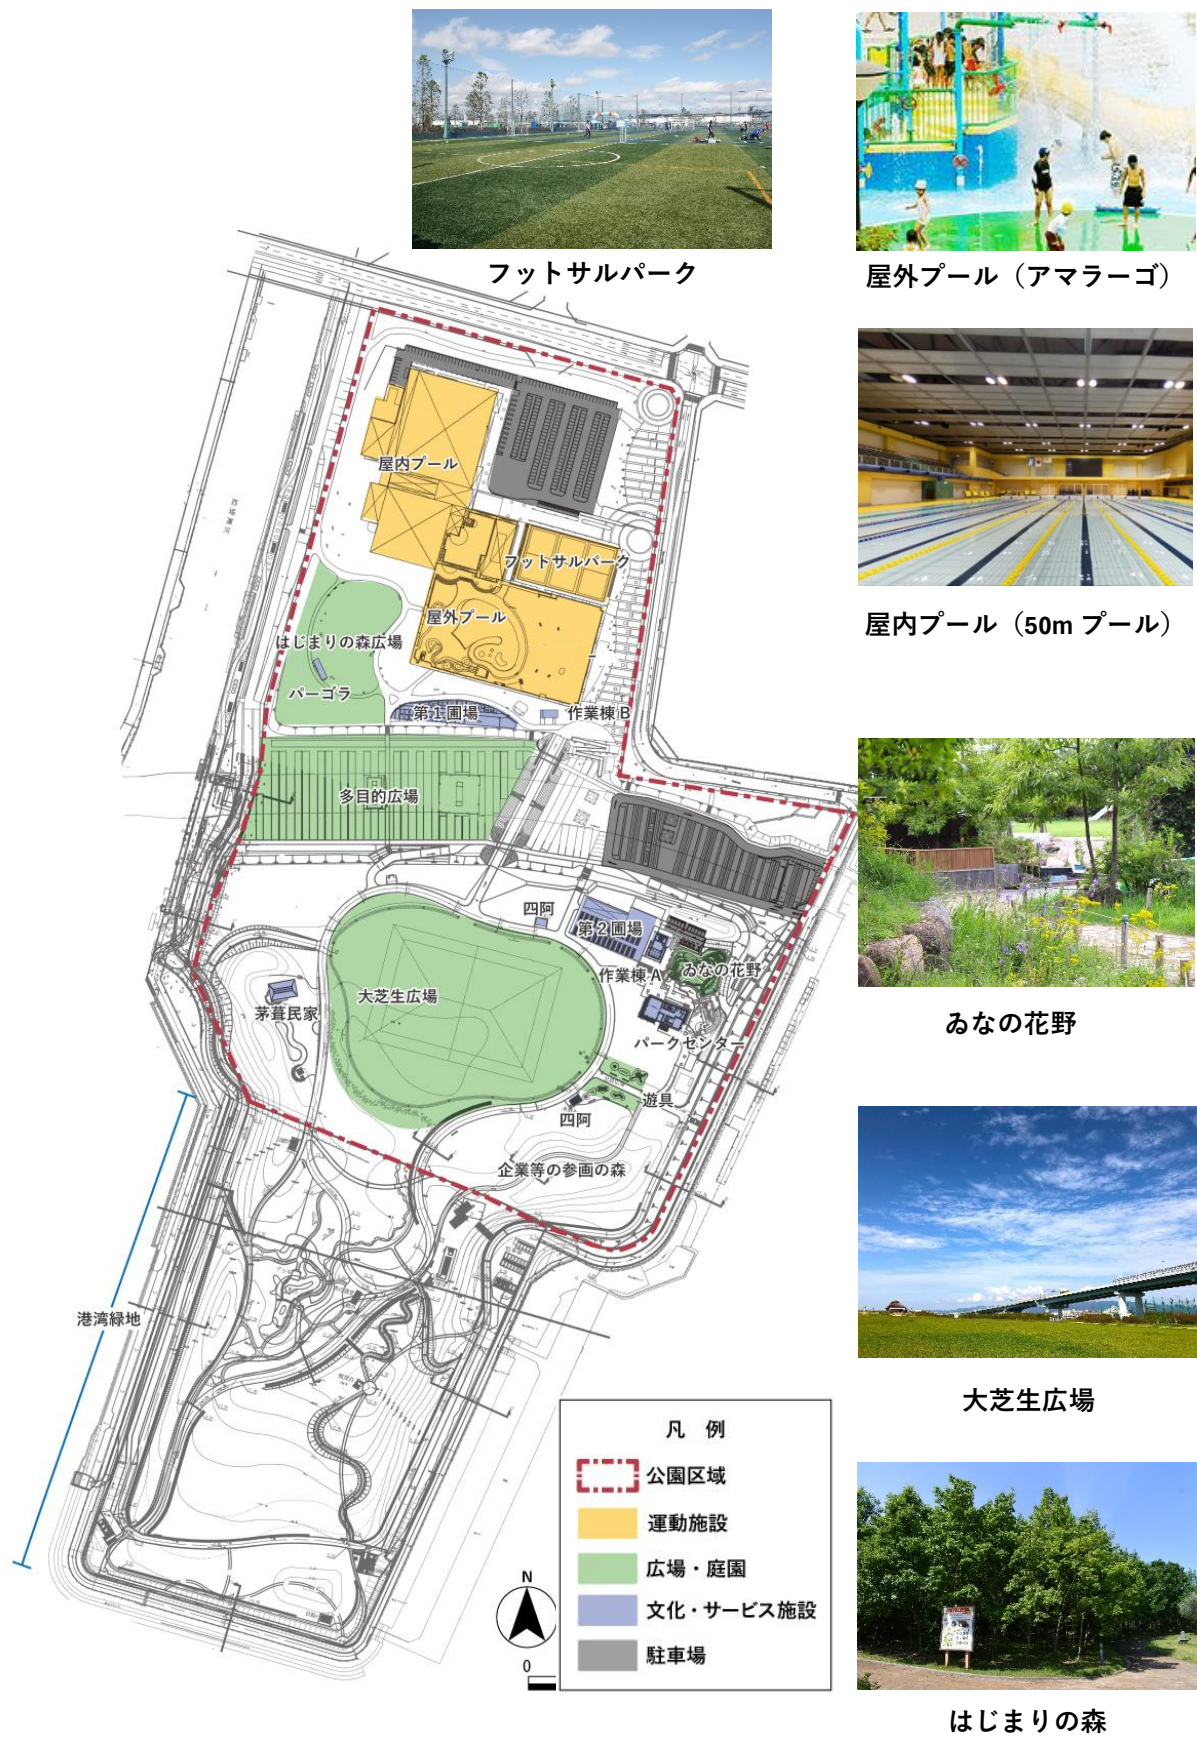 フットサルパーク
屋外プール（アマラーゴ）
屋内プール（50m プール）
ゐなの花野
大芝生広場
はじまりの森
屋内プール
フットサルパーク
屋外プール
はじまりの森広場
パーゴラ
第1圃場
作業棟B
多目的広場
四阿
第2圃場
作業棟A
ゐなの花野
大芝生広場
茅葺民家
パークセンター
遊具
四阿
企業等の参画の森
港湾緑地
凡 例
公園区域
運動施設
広場・庭園
文化・サービス施設
駐車場
N
0